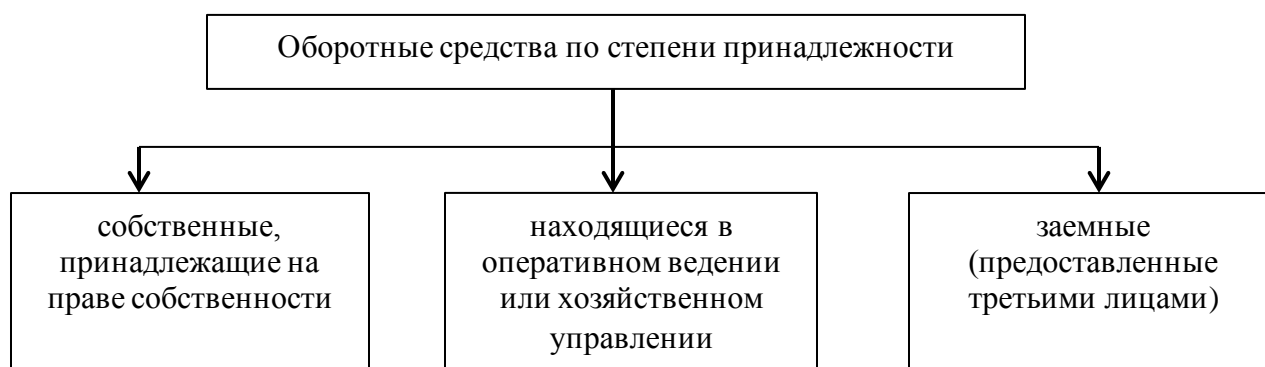 Оборотные средства по степени принадлежности
собственные,
принадлежащие на
праве собственности
находящиеся в
оперативном ведении
или хозяйственном
управлении
заемные
(предоставленные
третьими лицами)